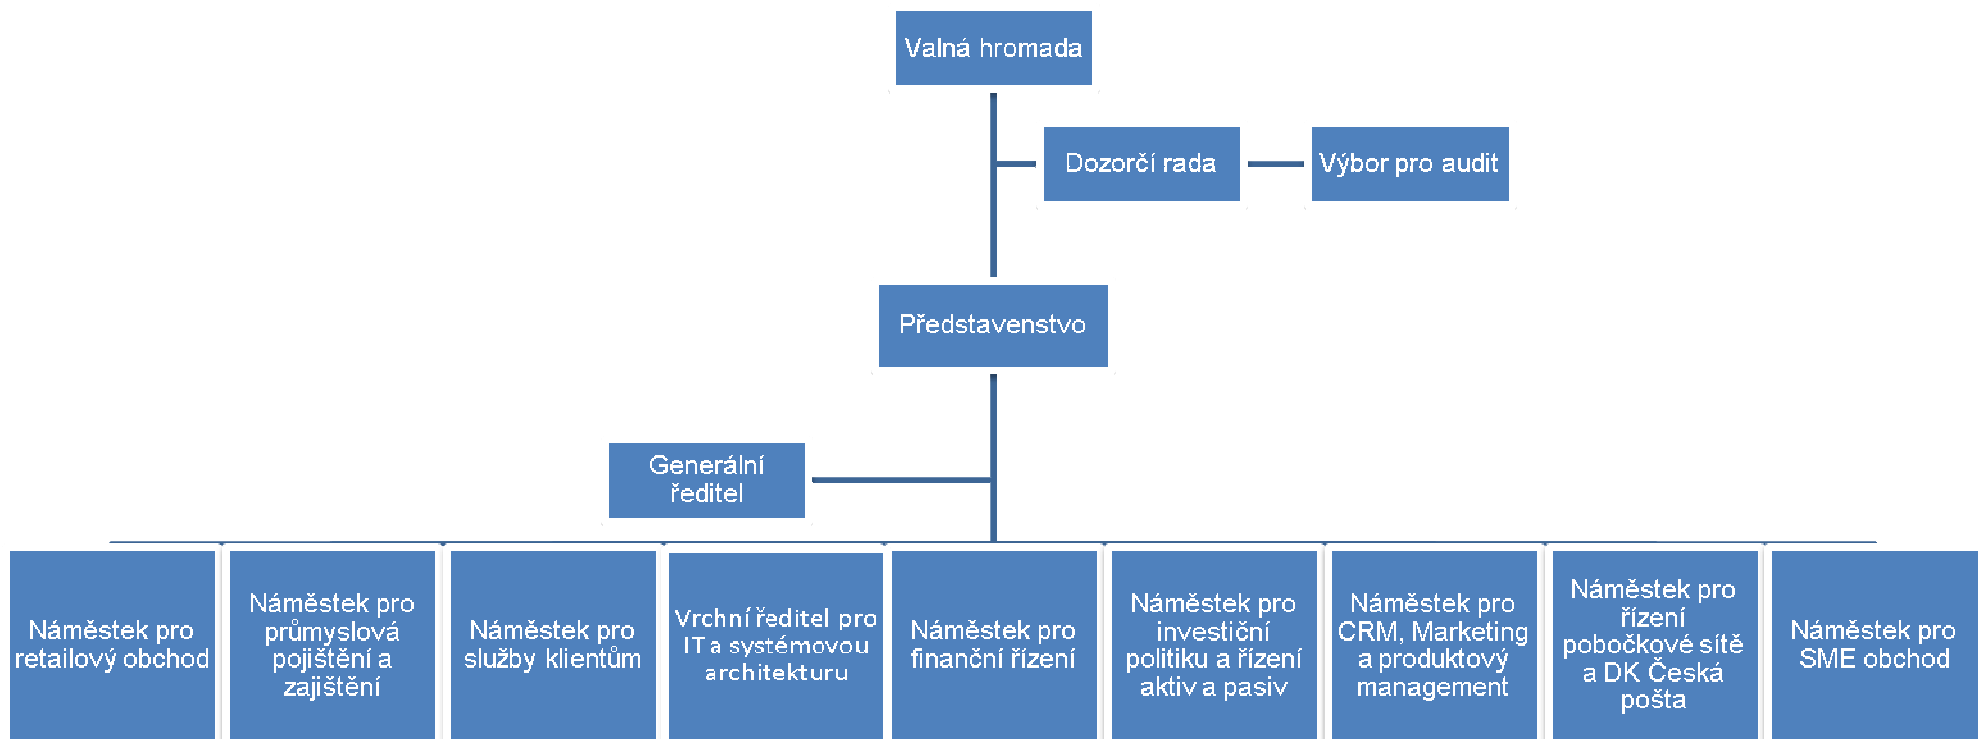 Valná hromada
Dozorčí rada
Výbor pro audit
Představenstvo
Generální
ředitel
Náměstek pro
retailový obchod
Náměstek pro
průmyslová
pojištění a
zajištění
Náměstek pro
služby klientům
Vrchní ředitel pro
IT a systémovou
architekturu
Náměstek pro
finanční řízení
Náměstek pro
investiční
politiku a řízení
aktiv a pasiv
Náměstek pro
CRM, Marketing
a produktový
management
Náměstek pro
řízení
pobočkové sítě
a DK Česká
pošta
Náměstek pro
SME obchod